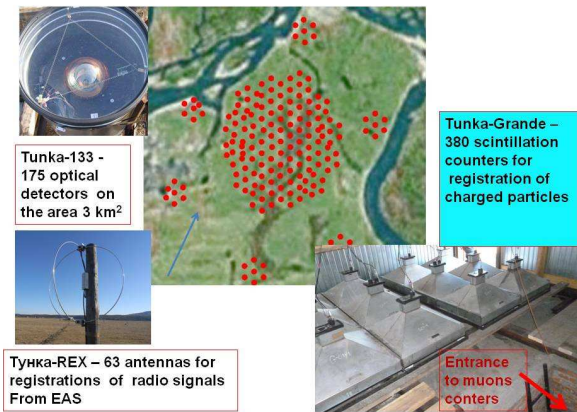 Tunka-133 -
175 optical
detectors on
the area 3 km²
Tunka-Grande –
380 scintillation
counters for
registration of
charged particles
Тунка-REX – 63 antennas for
registrations of radio signals
From EAS
Entrance
to muons
conters